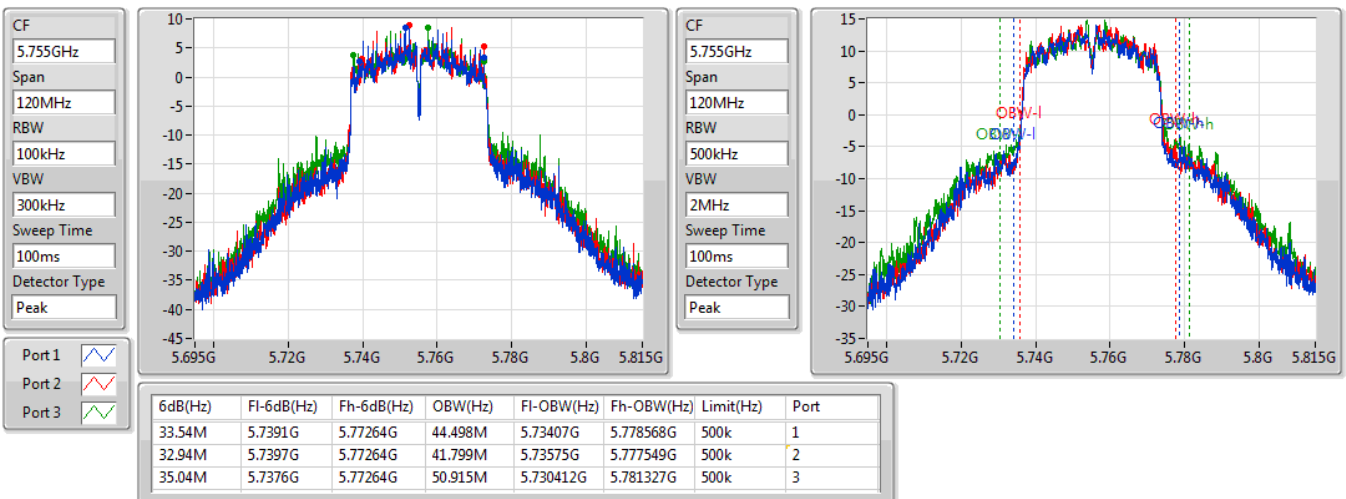 CF
5.755GHz
Span
120MHz
RBW
100kHz
VBW
300kHz
Sweep Time
100ms
Detector Type
Peak
Port 1
Port 2
Port 3
10
5
0
-5
-10
-15
-20
-25
-30
-35
-40
-45
5.695G 5.72G 5.74G 5.76G 5.78G 5.8G 5.815G
CF
5.755GHz
Span
120MHz
RBW
500kHz
VBW
2MHz
Sweep Time
100ms
Detector Type
Peak
15
10
5
0
-5
-10
-15
-20
-25
-30
-35
OBW-l
OBW-l
5.695G 5.72G 5.74G 5.76G 5.78G 5.8G 5.815G
6dB(Hz) Fl-6dB(Hz) Fh-6dB(Hz) OBW(Hz) Fl-OBW(Hz) Fh-OBW(Hz) Limit(Hz) Port
33.54M 5.7391G 5.77264G 44.498M 5.73407G 5.778568G 500k 1
32.94M 5.7397G 5.77264G 41.799M 5.73575G 5.777549G 500k 2
35.04M 5.7376G 5.77264G 50.915M 5.730412G 5.781327G 500k 3